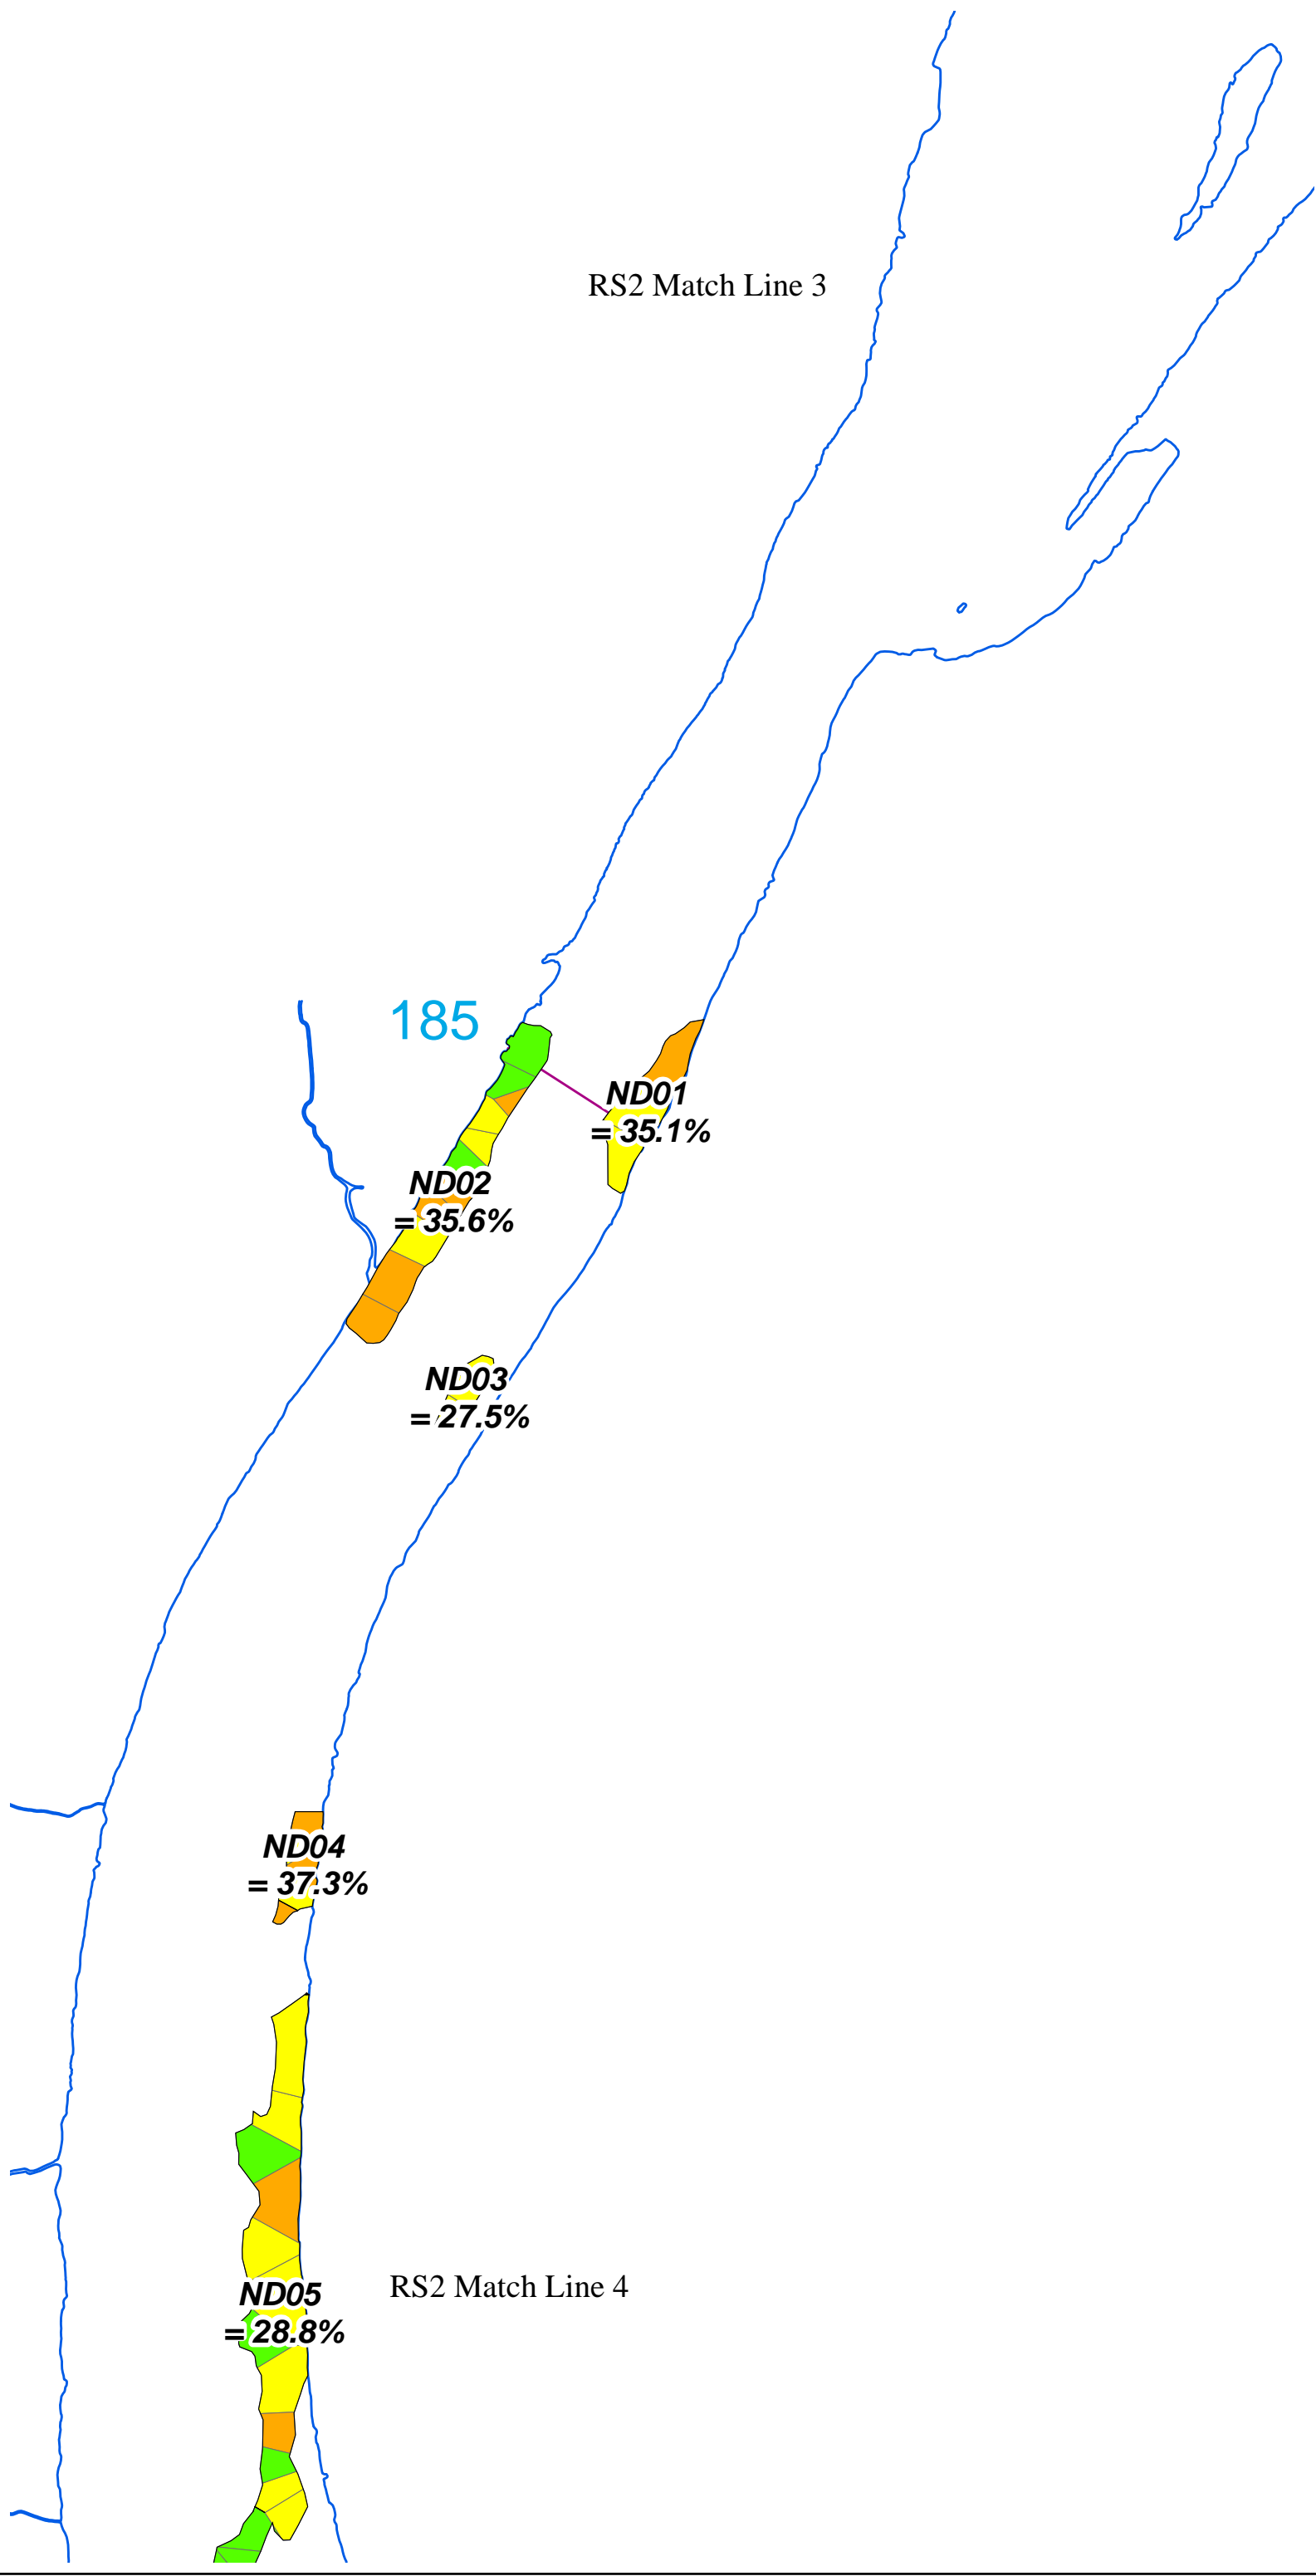 RS2 Match Line 3
185
ND01
= 35.1%
ND02
= 35.6%
ND03
= 27.5%
ND04
= 37.3%
ND05
= 28.8%
RS2 Match Line 4